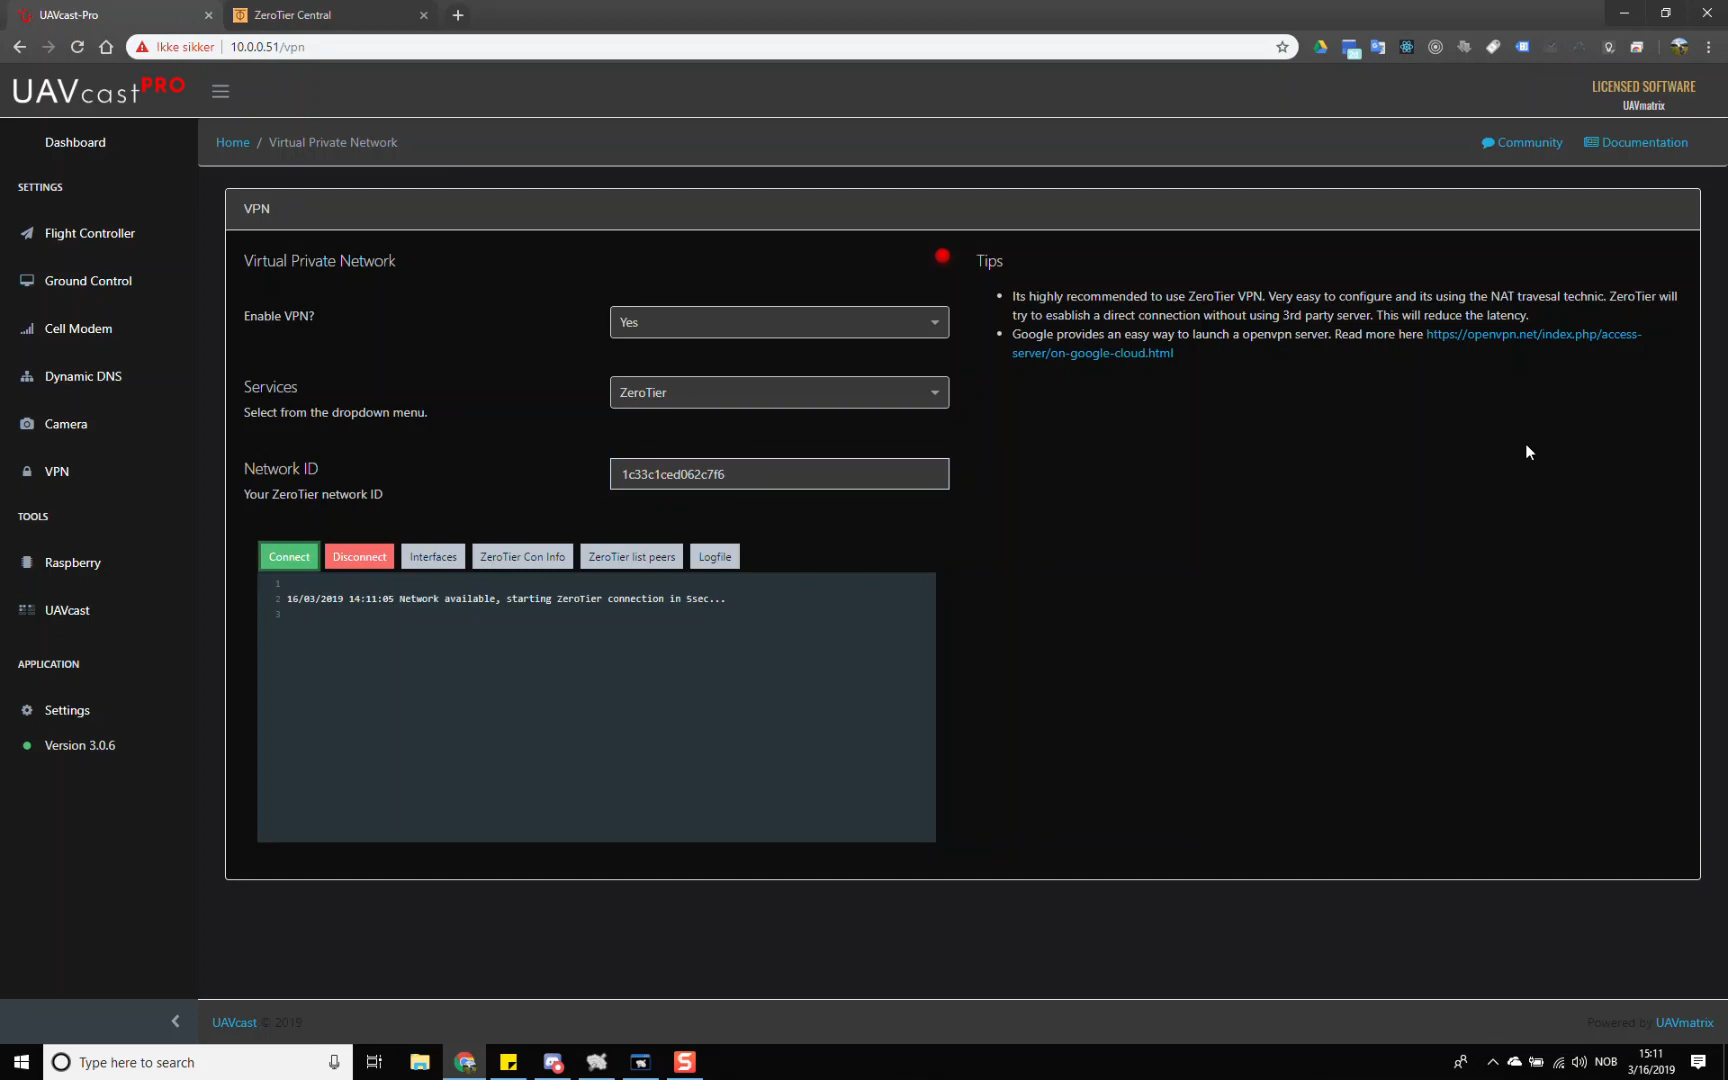 UAVcast-Pro
ZeroTier Central
Ikke sikker
10.0.0.51/vpn
UAVcast PRO
LICENSED SOFTWARE
UAVmatrix
Dashboard
Home / Virtual Private Network
Community
Documentation
SETTINGS
Flight Controller
Ground Control
Cell Modem
Dynamic DNS
Camera
VPN
TOOLS
Raspberry
UAVcast
APPLICATION
Settings
Version 3.0.6
VPN
Virtual Private Network
Enable VPN?
Yes
Services
Select from the dropdown menu.
ZeroTier
Network ID
Your ZeroTier network ID
1c33c1ced062c7f6
Connect
Disconnect
Interfaces
ZeroTier Con Info
ZeroTier list peers
Logfile
1
2 16/03/2019 14:11:05 Network available, starting ZeroTier connection in 5sec...
3
Tips
Its highly recommended to use ZeroTier VPN. Very easy to configure and its using the NAT travesal technic. ZeroTier will
try to esablish a direct connection without using 3rd party server. This will reduce the latency.
Google provides an easy way to launch a openvpn server. Read more here https://openvpn.net/index.php/access-
server/on-google-cloud.html
UAVcast © 2019
Powered by UAVmatrix
Type here to search
NOB
15:11
3/16/2019